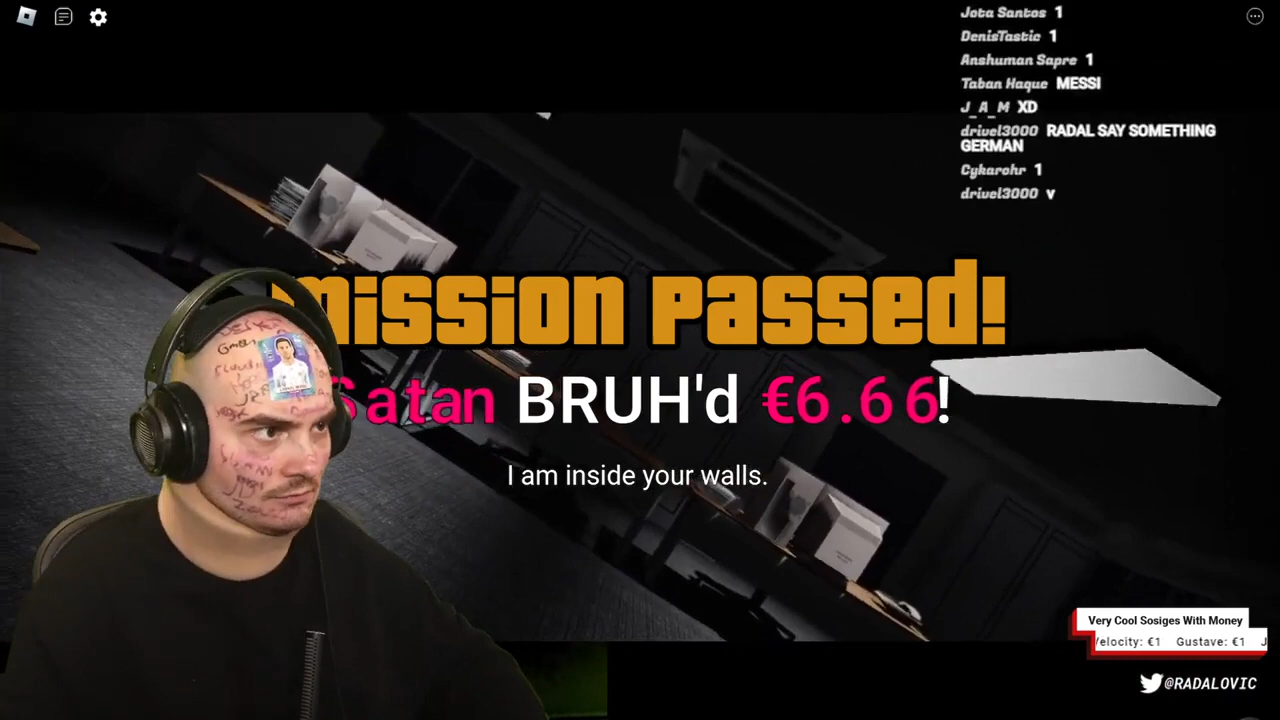 Jota Santos 1
DenisTastic 1
Anshuman Sapre 1
Taban Haque MESSI
J_A_M XD
drivel3000 RADAL SAY SOMETHING
GERMAN
Cykarohr 1
drivel3000 v
mission passed!
Satan BRUH'd €6.66!
I am inside your walls.
Very Cool Sosiges With Money
Velocity: €1 Gustave: €1 J
@RADALOVIC